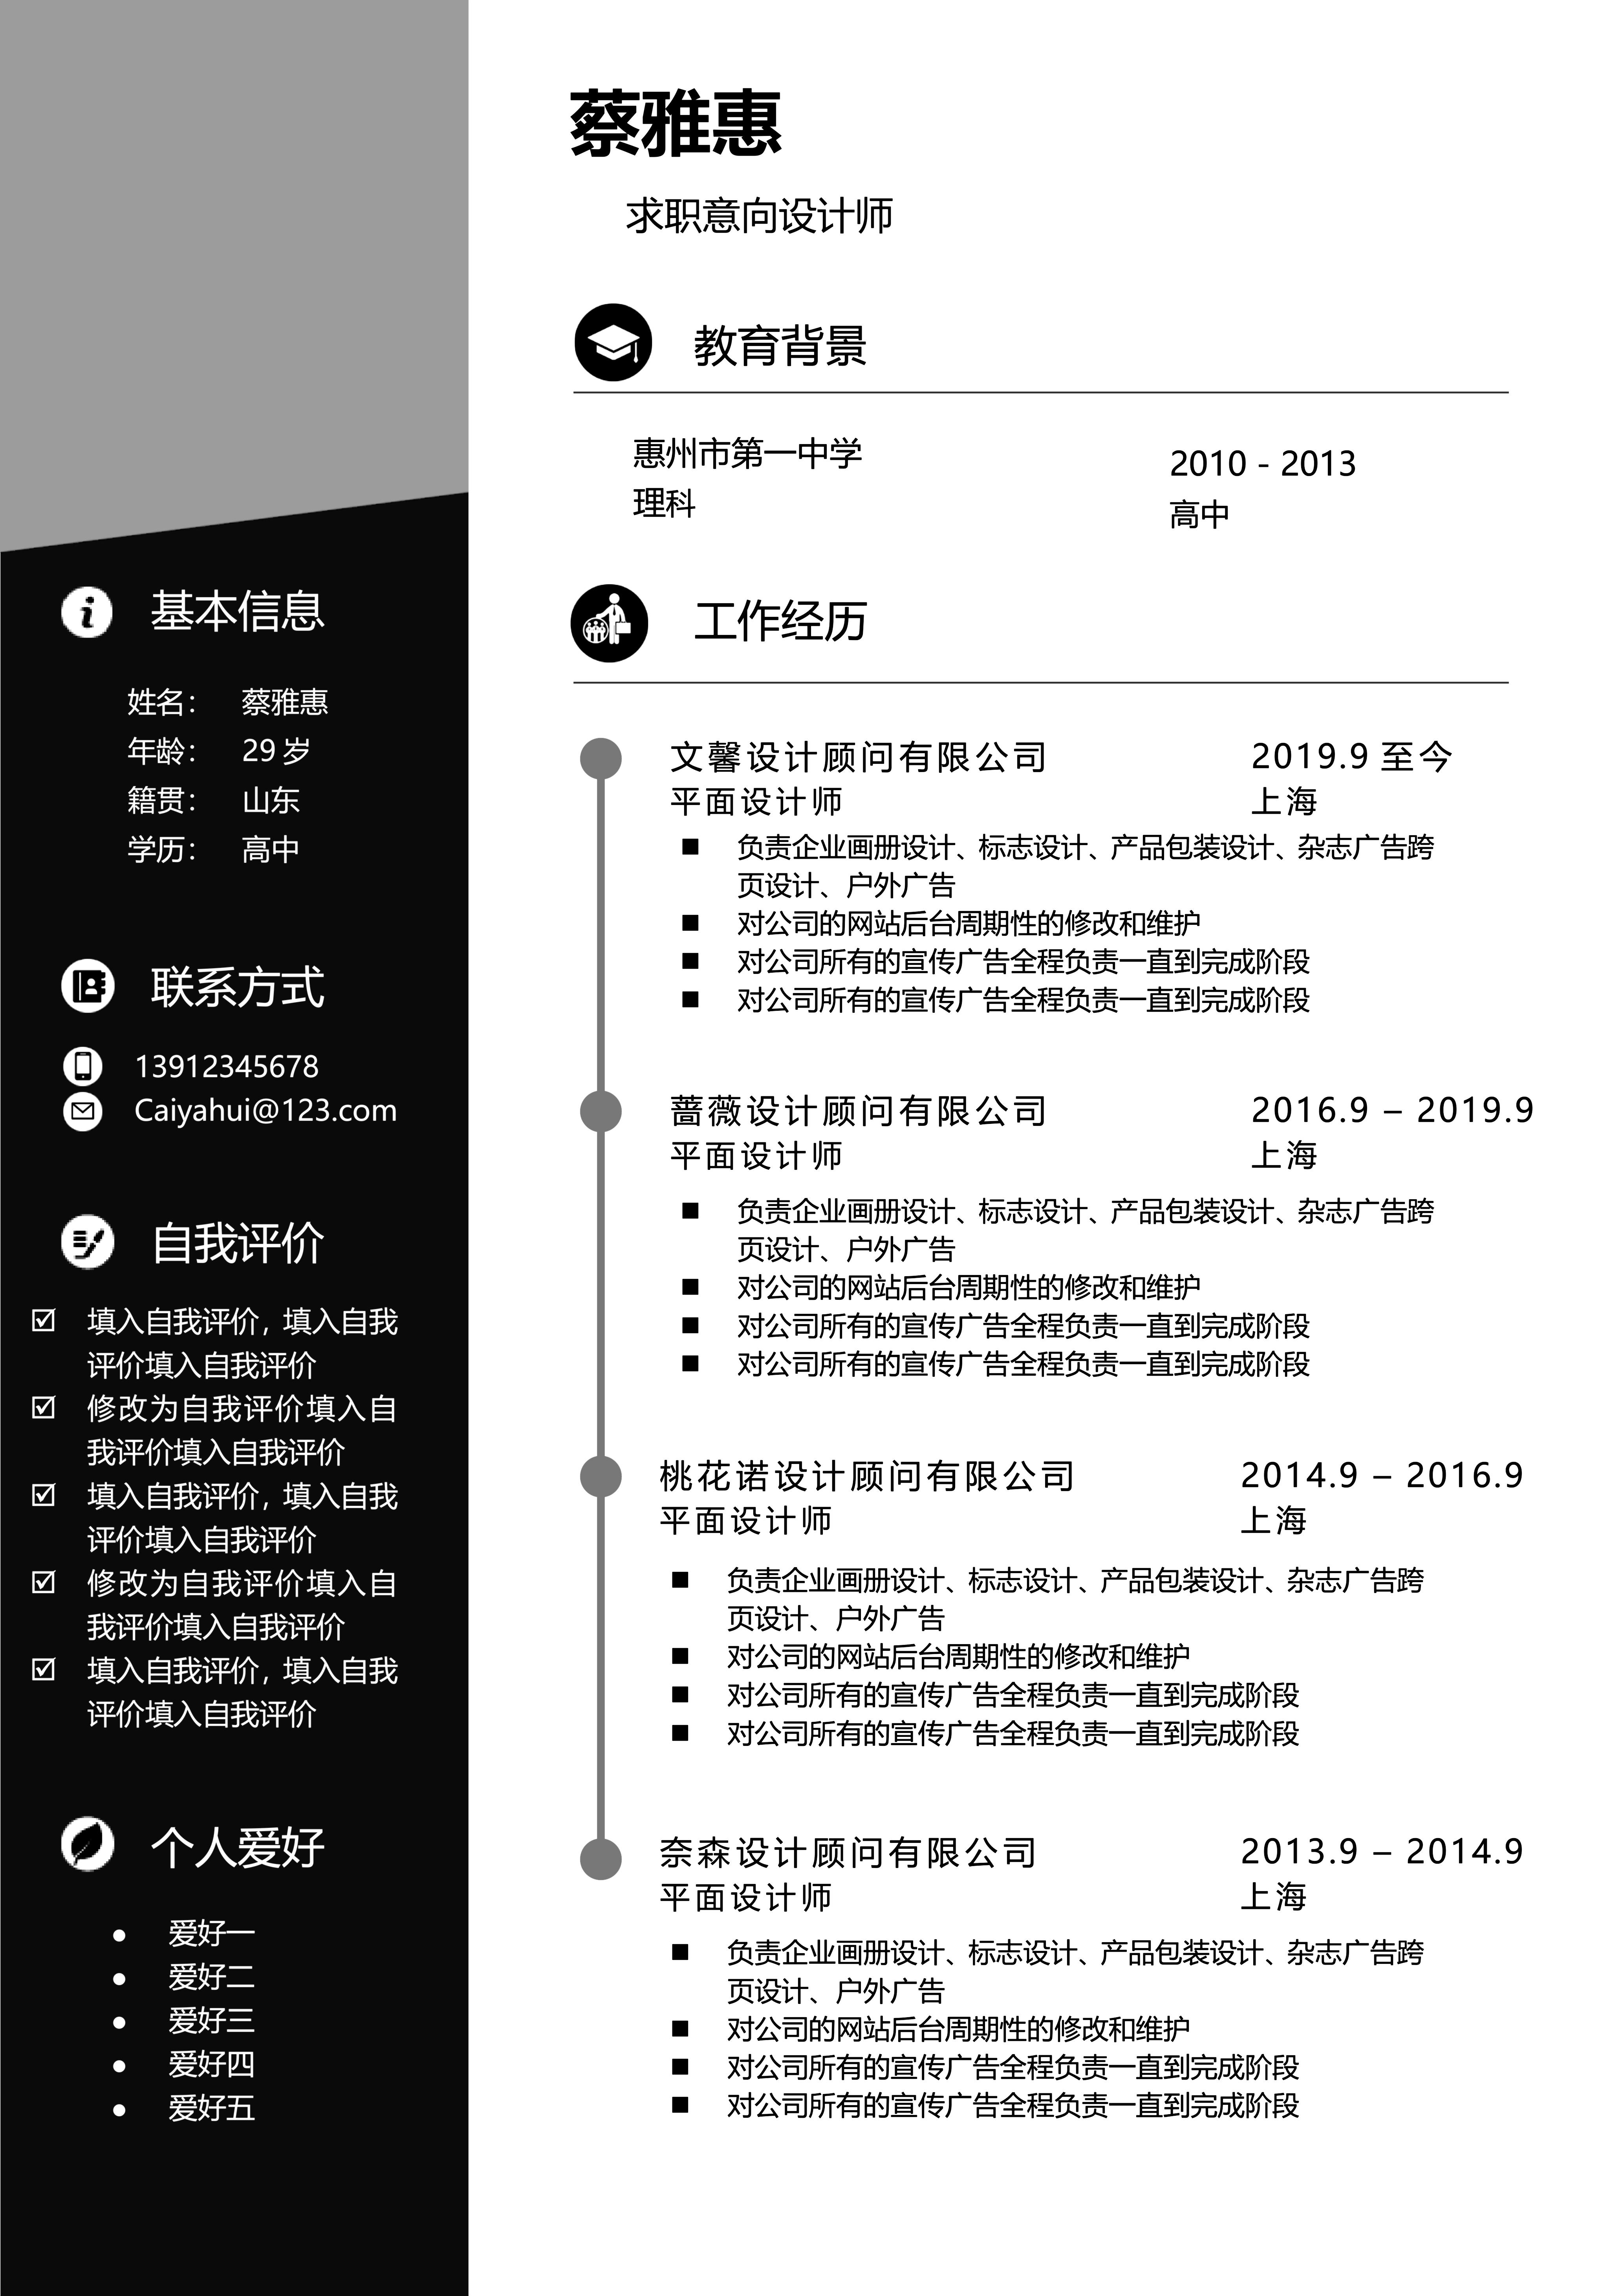 蔡雅惠
求职意向设计师
教育背景
惠州市第一中学
2010 - 2013
理科
高中
工作经历
文馨设计顾问有限公司
2019.9 至今
平面设计师
上海
■ 负责企业画册设计、标志设计、产品包装设计、杂志广告跨
页设计、户外广告
■ 对公司的网站后台周期性的修改和维护
■ 对公司所有的宣传广告全程负责一直到完成阶段
■ 对公司所有的宣传广告全程负责一直到完成阶段
蔷薇设计顾问有限公司
2016.9 – 2019.9
平面设计师
上海
■ 负责企业画册设计、标志设计、产品包装设计、杂志广告跨
页设计、户外广告
■ 对公司的网站后台周期性的修改和维护
■ 对公司所有的宣传广告全程负责一直到完成阶段
■ 对公司所有的宣传广告全程负责一直到完成阶段
桃花诺设计顾问有限公司
2014.9 – 2016.9
平面设计师
上海
■ 负责企业画册设计、标志设计、产品包装设计、杂志广告跨
页设计、户外广告
■ 对公司的网站后台周期性的修改和维护
■ 对公司所有的宣传广告全程负责一直到完成阶段
■ 对公司所有的宣传广告全程负责一直到完成阶段
奈森设计顾问有限公司
2013.9 – 2014.9
平面设计师
上海
■ 负责企业画册设计、标志设计、产品包装设计、杂志广告跨
页设计、户外广告
■ 对公司的网站后台周期性的修改和维护
■ 对公司所有的宣传广告全程负责一直到完成阶段
■ 对公司所有的宣传广告全程负责一直到完成阶段
基本信息
姓名： 蔡雅惠
年龄： 29 岁
籍贯： 山东
学历： 高中
联系方式
13912345678
Caiyahui@123.com
自我评价
☑ 填入自我评价，填入自我
评价填入自我评价
☑ 修改为自我评价填入自
我评价填入自我评价
☑ 填入自我评价，填入自我
评价填入自我评价
☑ 修改为自我评价填入自
我评价填入自我评价
☑ 填入自我评价，填入自我
评价填入自我评价
个人爱好
● 爱好一
● 爱好二
● 爱好三
● 爱好四
● 爱好五